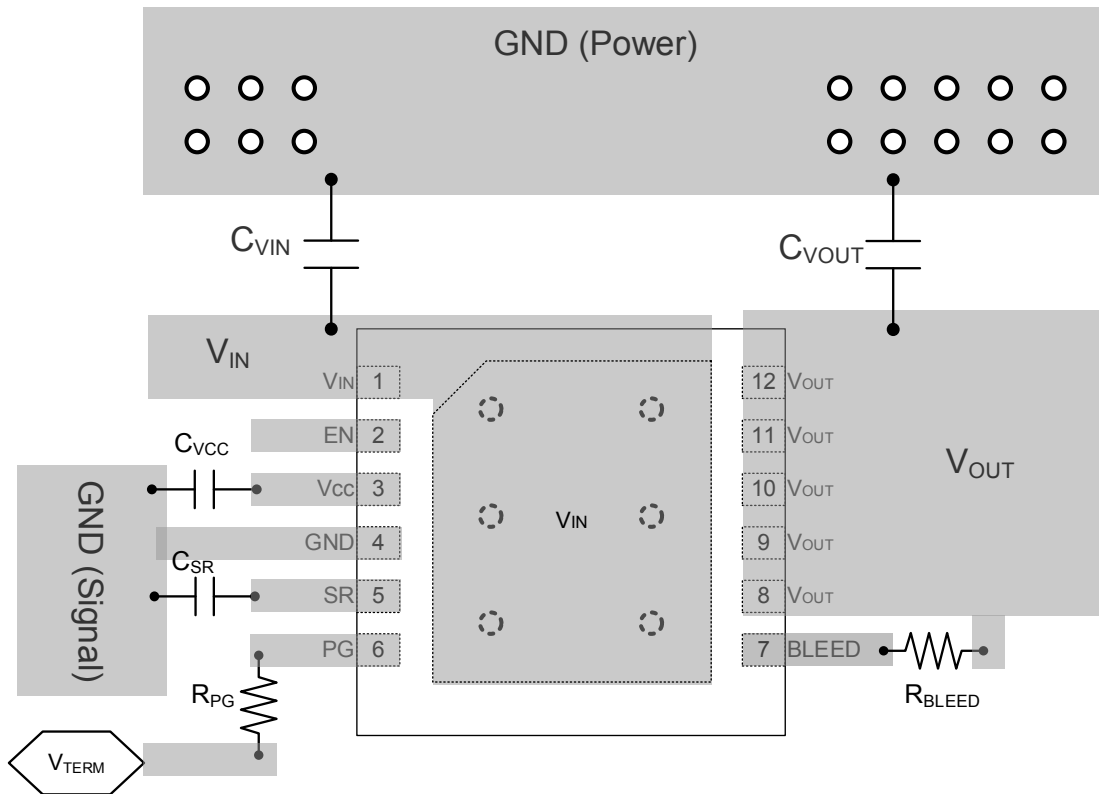 GND (Power)
CVIN
CVOUT
VIN
VIN 1
12 VOUT
EN 2
11 VOUT
CVCC
VCC 3
10 VOUT
VOUT
GND (Signal)
GND 4
VIN
9 VOUT
CSR
SR 5
8 VOUT
PG 6
7 BLEED
RPG
RBLEED
VTERM